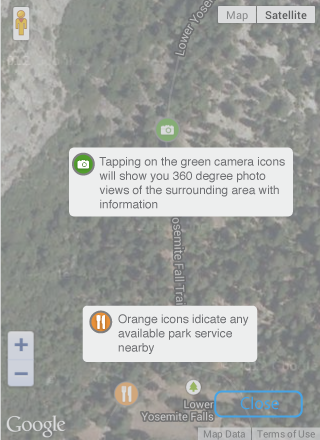 Map Satellite
Lower Yosem
Tapping on the green camera icons
will show you 360 degree photo
views of the surrounding area with
information
Yosemite Fall Trail
Orange icons idicate any
available park service
nearby
Lower
Yosemite Falls
Close
Google
Map Data Terms of Use